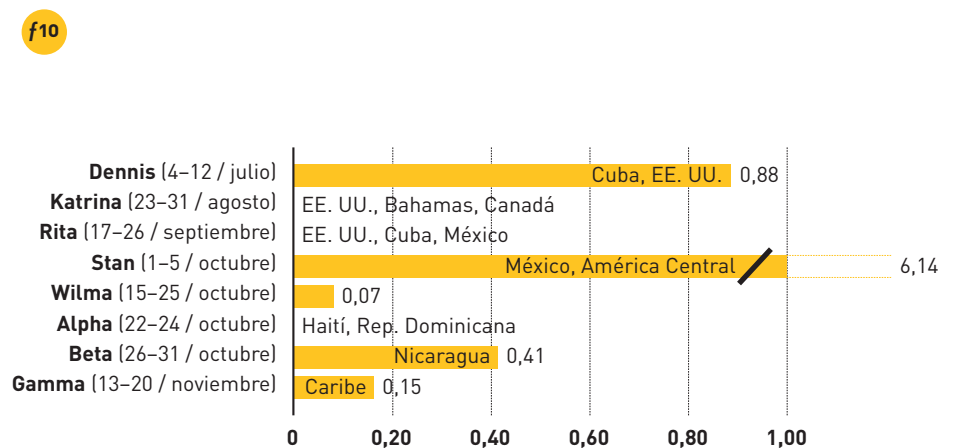 f10
Dennis (4–12 / julio) Cuba, EE. UU. 0,88
Katrina (23–31 / agosto) EE. UU., Bahamas, Canadá
Rita (17–26 / septiembre) EE. UU., Cuba, México
Stan (1–5 / octubre) México, América Central 6,14
Wilma (15–25 / octubre) 0,07
Alpha (22–24 / octubre) Haití, Rep. Dominicana
Beta (26–31 / octubre) Nicaragua 0,41
Gamma (13–20 / noviembre) Caribe 0,15
0 0,20 0,40 0,60 0,80 1,00